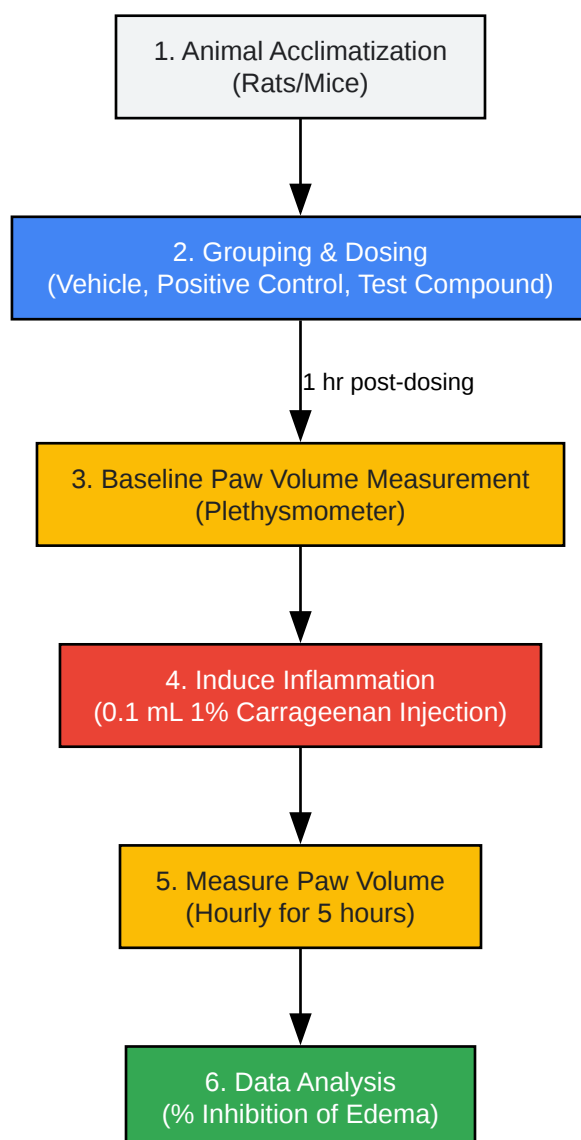 1. Animal Acclimatization
(Rats/Mice)
2. Grouping & Dosing
(Vehicle, Positive Control, Test Compound)
1 hr post-dosing
3. Baseline Paw Volume Measurement
(Plethysmometer)
4. Induce Inflammation
(0.1 mL 1% Carrageenan Injection)
5. Measure Paw Volume
(Hourly for 5 hours)
6. Data Analysis
(% Inhibition of Edema)